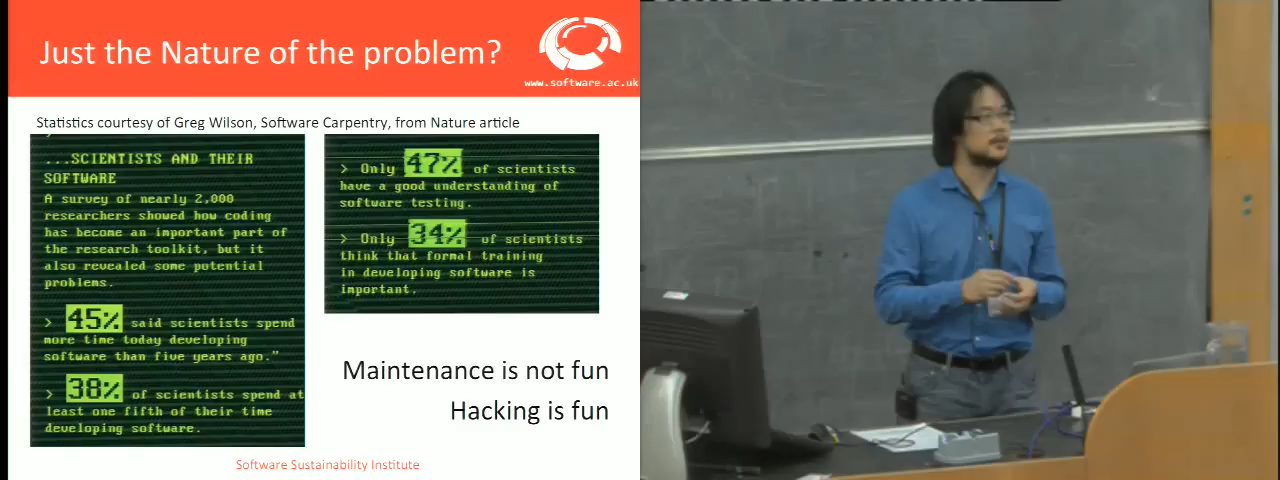 Just the Nature of the problem?
www.software.ac.uk
Statistics courtesy of Greg Wilson, Software Carpentry, from Nature article
...SCIENTISTS AND THEIR
SOFTWARE
A survey of nearly 2,000
researchers showed how coding
has become an important part of
the research toolkit, but it
also revealed some potential
problems.
> 45% said scientists spend
more time today developing
software than five years ago."
> 38% of scientists spend at
least one fifth of their time
developing software.
> Only 47% of scientists
have a good understanding of
software testing.
> Only 34% of scientists
think that formal training
in developing software is
important.
Maintenance is not fun
Hacking is fun
Software Sustainability Institute